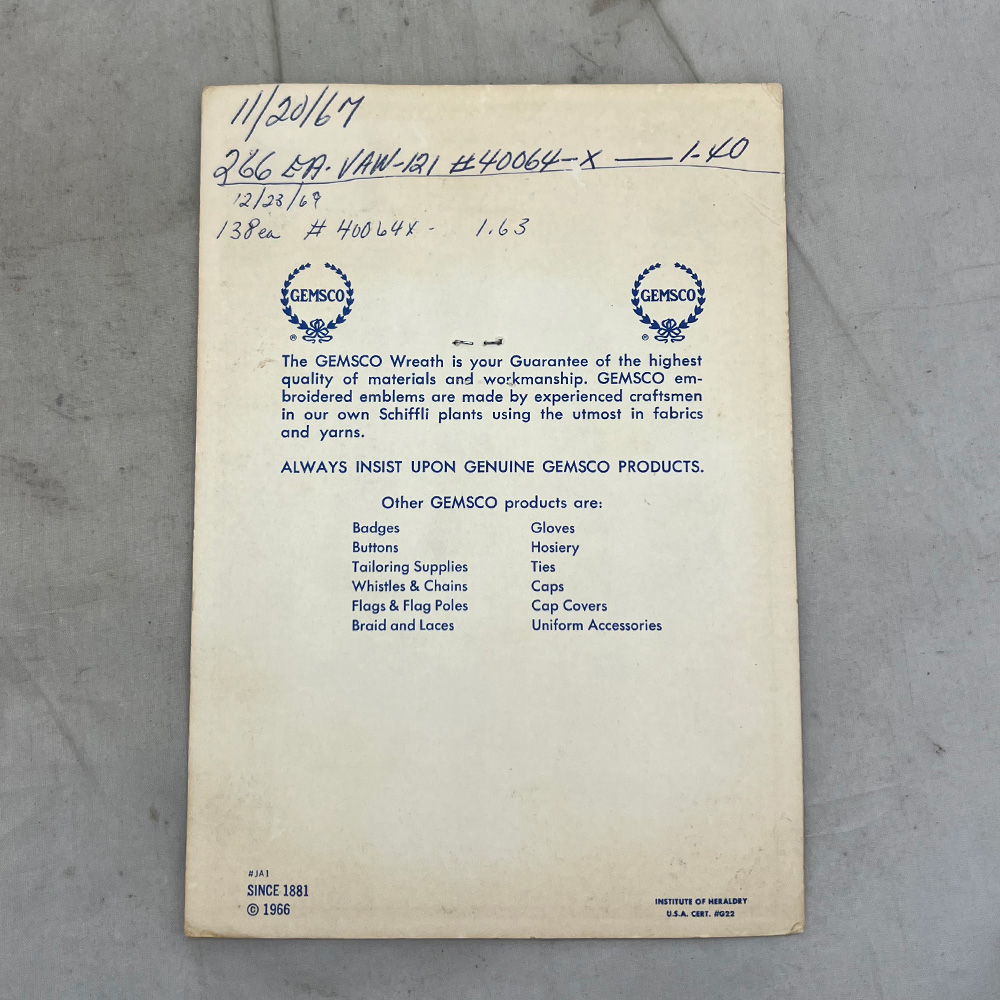 11/20/67
266 EA. VAW-121 #40064-X — 1.40
12/23/69
138ea # 40064X - 1.63
GEMSCO GEMSCO
® ®
The GEMSCO Wreath is your Guarantee of the highest
quality of materials and workmanship. GEMSCO em-
broidered emblems are made by experienced craftsmen
in our own Schiffli plants using the utmost in fabrics
and yarns.
ALWAYS INSIST UPON GENUINE GEMSCO PRODUCTS.
Other GEMSCO products are:
Badges
Buttons
Tailoring Supplies
Whistles & Chains
Flags & Flag Poles
Braid and Laces
Gloves
Hosiery
Ties
Caps
Cap Covers
Uniform Accessories
#JA1
SINCE 1881
© 1966
INSTITUTE OF HERALDRY
U.S.A. CERT. #G22